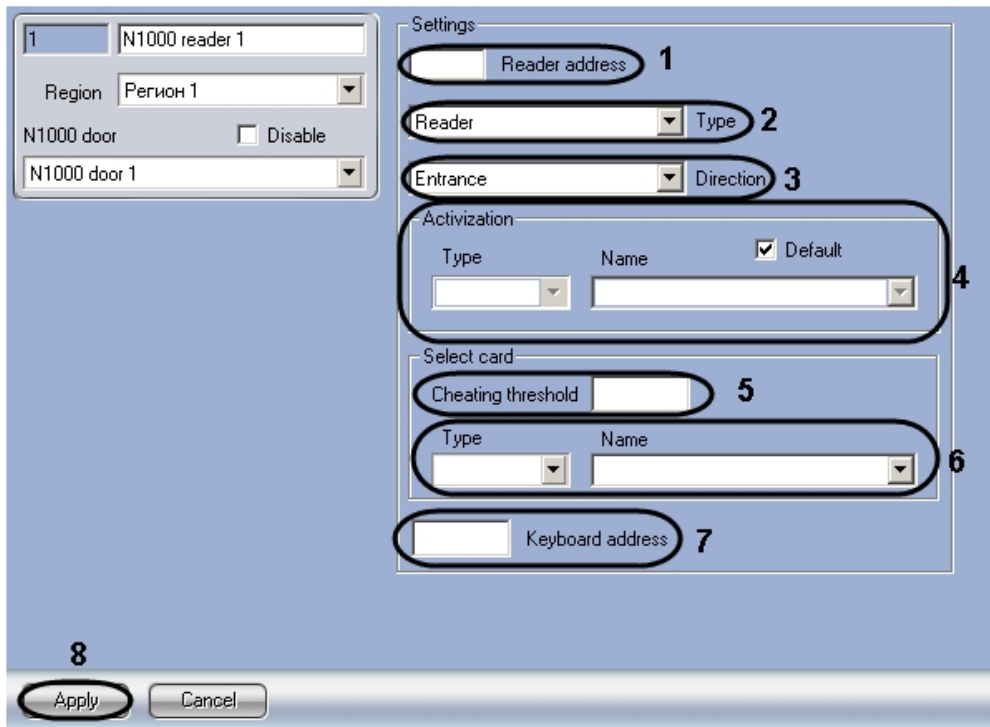 1 N1000 reader 1
Region Регион 1
N1000 door Disable
N1000 door 1
Settings
Reader address 1
Reader Type 2
Entrance Direction 3
Activization
Default
Type Name
4
Select card
Cheating threshold 5
Type Name
6
Keyboard address 7
8
Apply Cancel